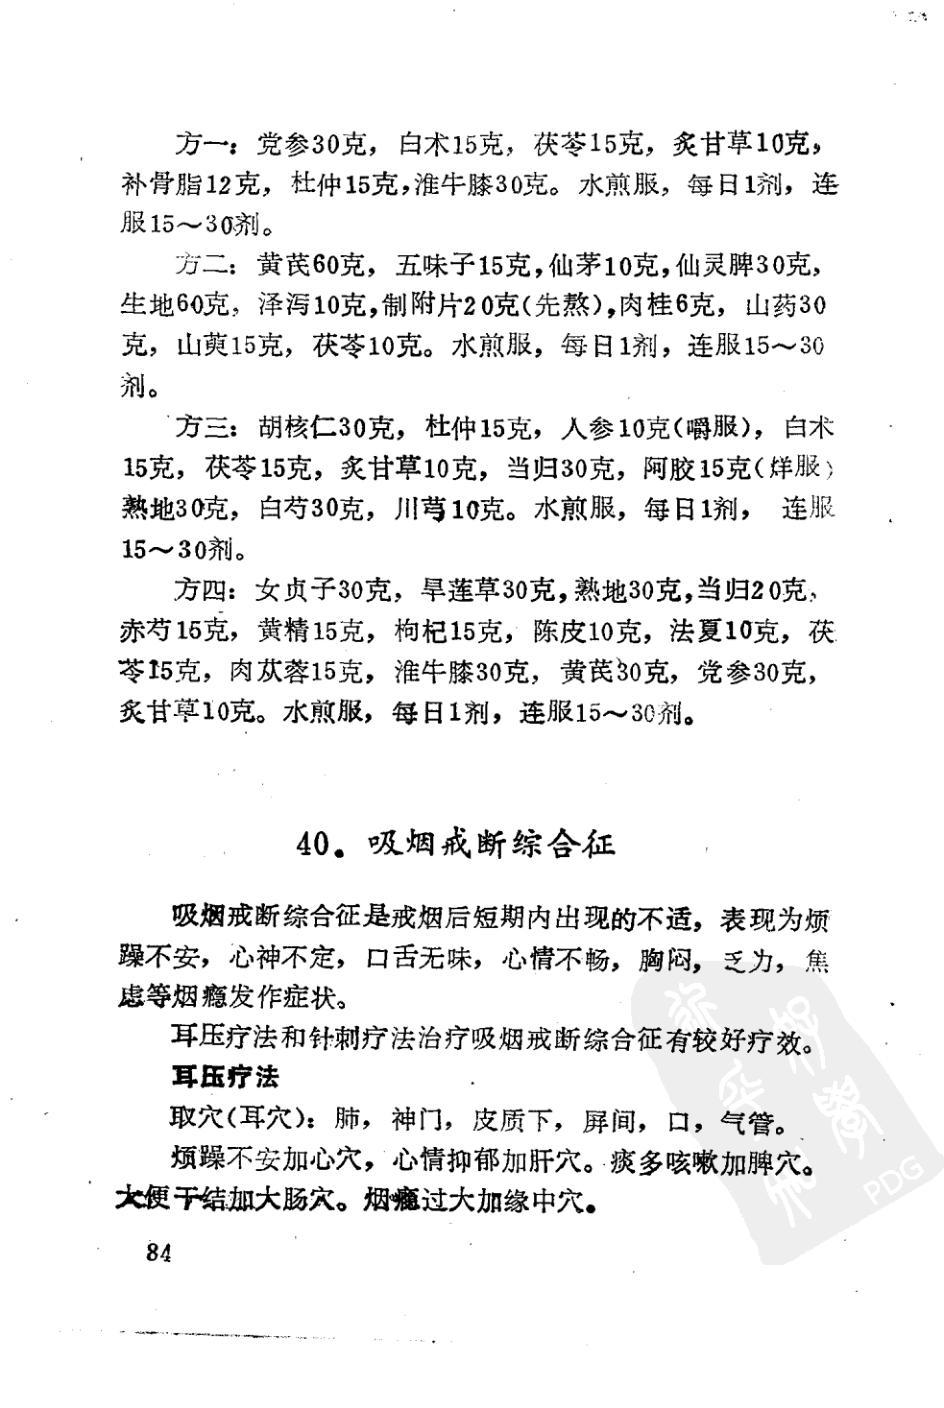 方一：党参30克，白术15克，茯苓15克，炙甘草10克，
补骨脂12克，杜仲15克，淮牛膝30克。水煎服，每日1剂，连
服15～30剂。
方二：黄芪60克，五味子15克，仙茅10克，仙灵脾30克，
生地60克，泽泻10克，制附片20克(先熬)，肉桂6克，山药30
克，山萸15克，茯苓10克。水煎服，每日1剂，连服15～30
剂。
方三：胡核仁30克，杜仲15克，人参10克(嚼服)，白术
15克，茯苓15克，炙甘草10克，当归30克，阿胶15克(烊服)
熟地30克，白芍30克，川芎10克。水煎服，每日1剂，连服
15～30剂。
方四：女贞子30克，旱莲草30克，熟地30克，当归20克，
赤芍15克，黄精15克，枸杞15克，陈皮10克，法夏10克，茯
苓15克，肉苁蓉15克，淮牛膝30克，黄芪30克，党参30克，
炙甘草10克。水煎服，每日1剂，连服15～30剂。
40．吸烟戒断综合征
吸烟戒断综合征是戒烟后短期内出现的不适，表现为烦
躁不安，心神不定，口舌无味，心情不畅，胸闷，乏力，焦
虑等烟瘾发作症状。
耳压疗法和针刺疗法治疗吸烟戒断综合征有较好疗效。
耳压疗法
取穴(耳穴)：肺，神门，皮质下，屏间，口，气管。
烦躁不安加心穴，心情抑郁加肝穴。痰多咳嗽加脾穴。
大便干结加大肠穴。烟瘾过大加缘中穴。
84
PDG